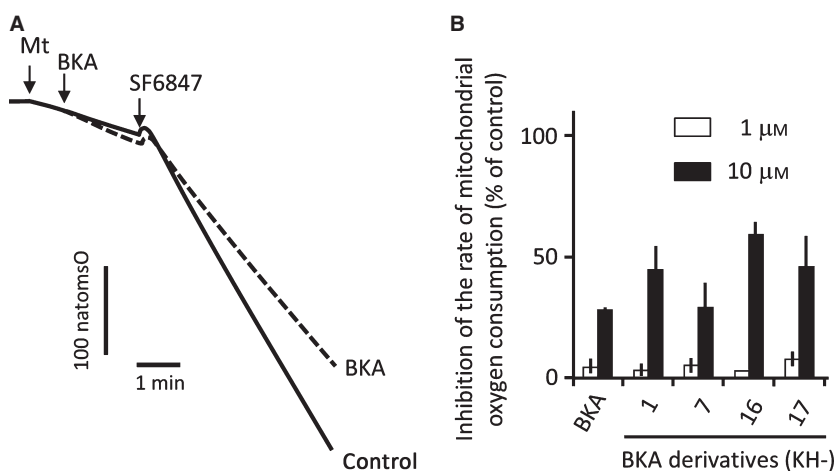 A
Mt
BKA
SF6847
100 natomsO
1 min
BKA
Control
B
Inhibition of the rate of mitochondrial
oxygen consumption (% of control)
100
50
0
1 μM
10 μM
BKA
1
7
16
17
BKA derivatives (KH-)